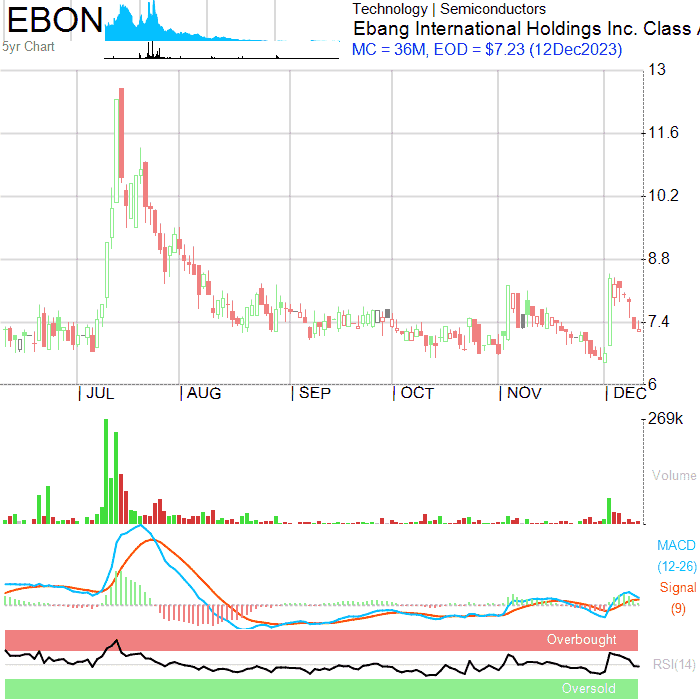 EBON
5yr Chart
Technology | Semiconductors
Ebang International Holdings Inc. Class A
MC = 36M, EOD = $7.23 (12Dec2023)
13
11.6
10.2
8.8
7.4
6
JUL
AUG
SEP
OCT
NOV
DEC
269k
Volume
MACD
(12-26)
Signal
(9)
Overbought
RSI(14)
Oversold